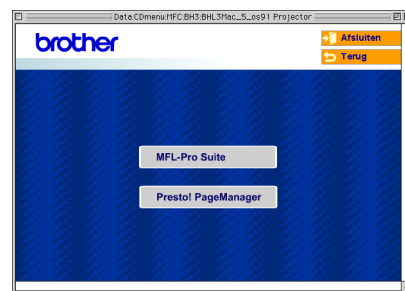 Data:CDmenu:MFC:BH3:BHL3Mac_5_os91 Projector
brother
Afsluiten
Terug
MFL-Pro Suite
Presto! PageManager